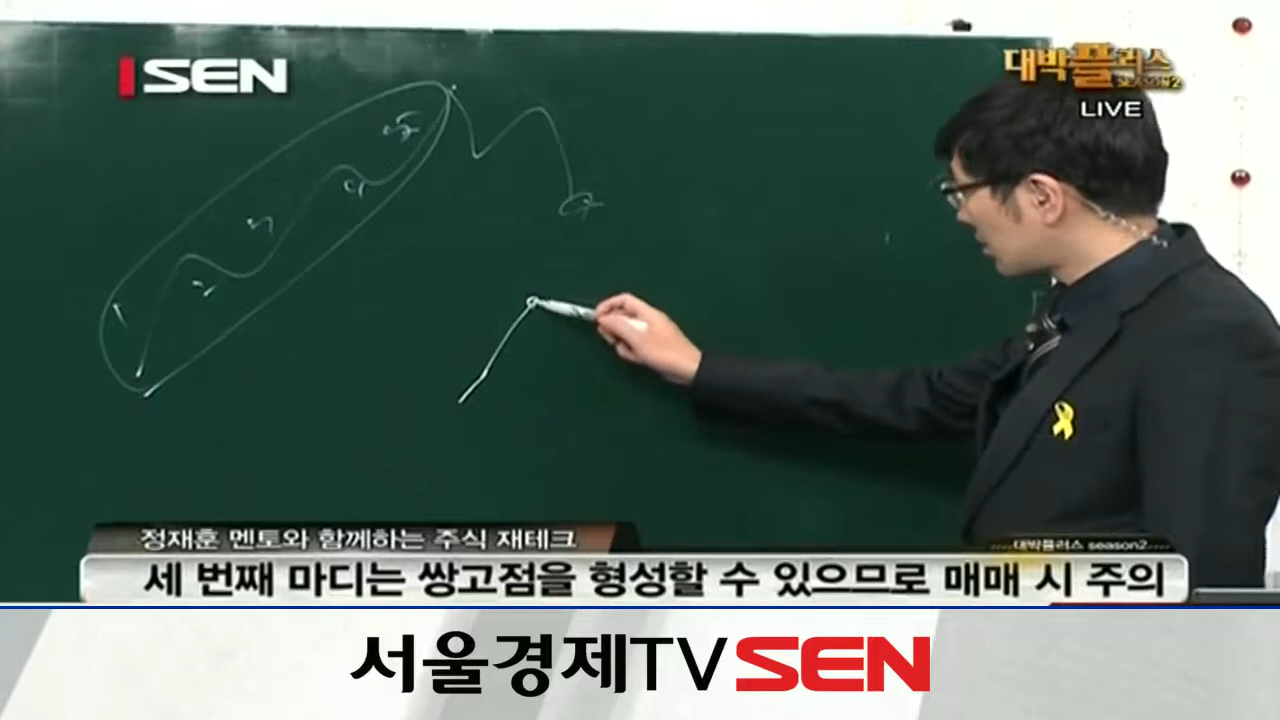 SEN
대박플러스
SEASON2
LIVE
정재훈 멘토와 함께하는 주식 재테크
대박플러스 season2
세 번째 마디는 쌍고점을 형성할 수 있으므로 매매 시 주의
서울경제TV SEN